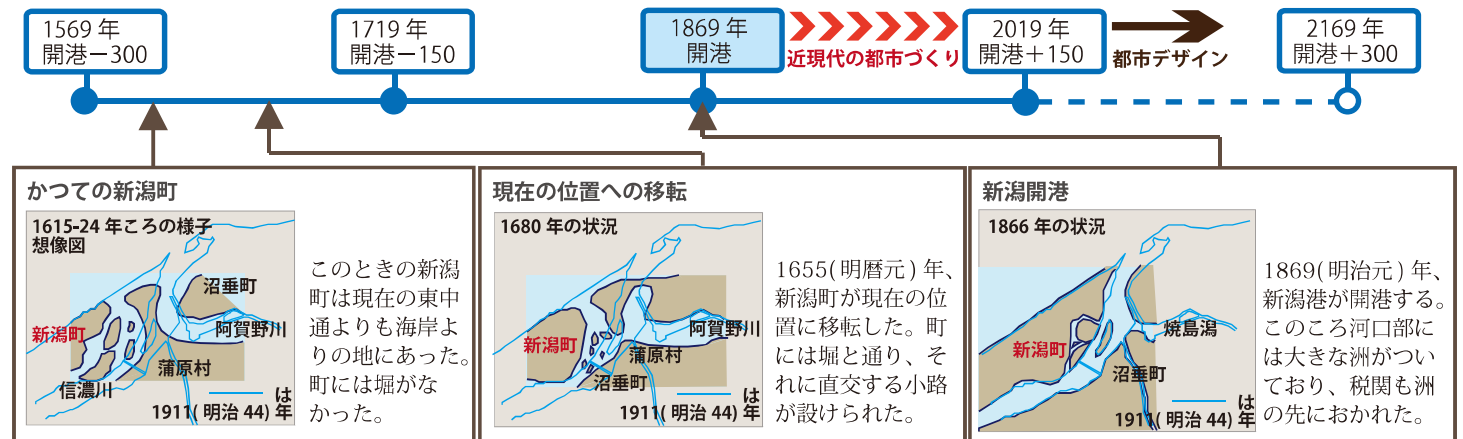 1569 年
開港－300
1719 年
開港－150
1869 年
開港
近現代の都市づくり
2019 年
開港＋150
都市デザイン
2169 年
開港＋300
かつての新潟町
1615-24 年ころの様子
想像図
沼垂町
新潟町
阿賀野川
蒲原村
信濃川
は
1911( 明治 44) 年
このときの新潟
町は現在の東中
通よりも海岸よ
りの地にあった。
町には堀がな
かった。
現在の位置への移転
1680 年の状況
阿賀野川
新潟町
蒲原村
沼垂町
は
1911( 明治 44) 年
1655(明暦元) 年、
新潟町が現在の位
置に移転した。町
には堀と通り、そ
れに直交する小路
が設けられた。
新潟開港
1866 年の状況
焼島潟
新潟町
沼垂町
は
1911( 明治 44) 年
1869(明治元) 年、
新潟港が開港する。
このころ河口部に
は大きな洲がつい
ており、税関も洲
の先におかれた。